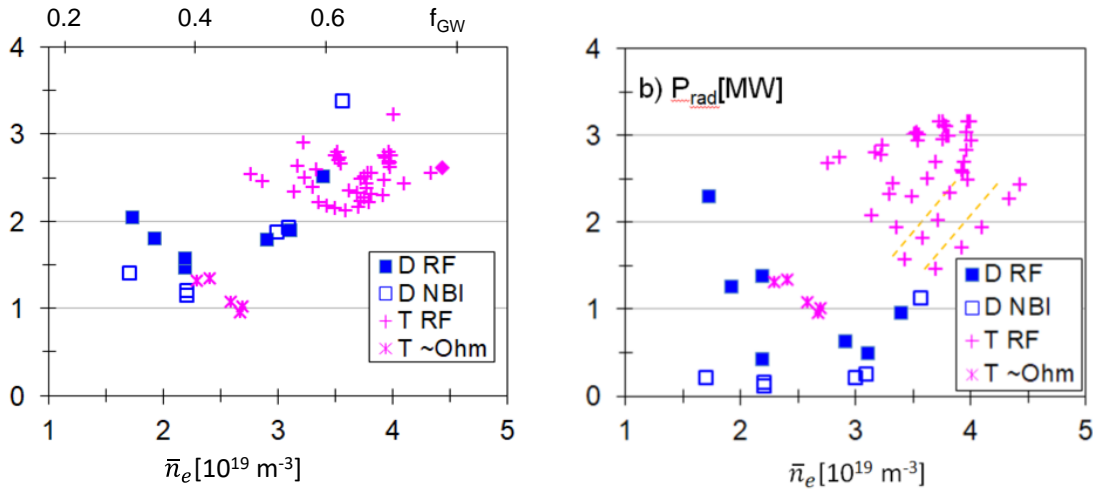 0.2 0.4 0.6 f_GW
4
3
2
1
0
1 2 3 4 5
n̄_e [10^19 m^-3]
D RF
D NBI
T RF
T ~Ohm
b) P_rad[MW]
4
3
2
1
0
1 2 3 4 5
n̄_e [10^19 m^-3]
D RF
D NBI
T RF
T ~Ohm